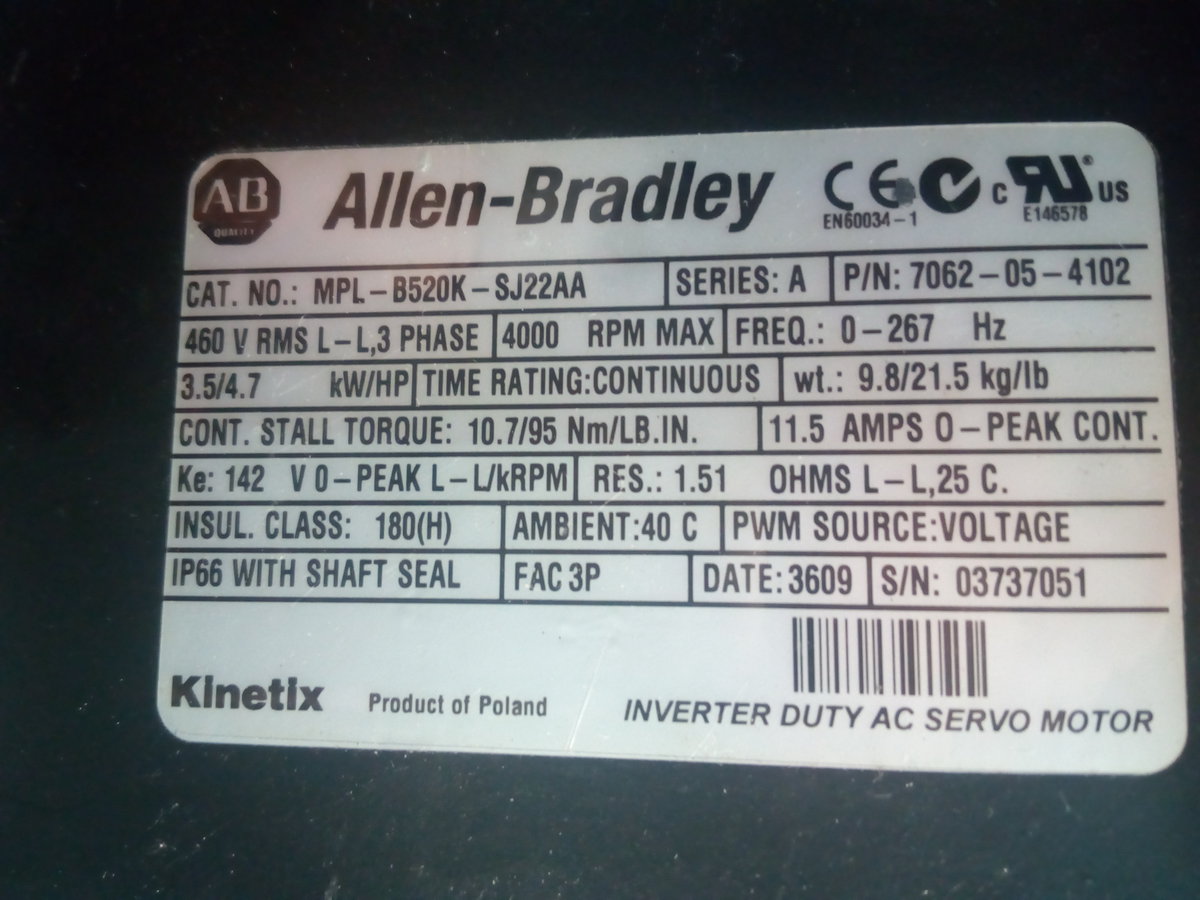 AB
QUALITY
Allen-Bradley
CE
EN60034-1
c RU® US
E146578
CAT. NO.: MPL-B520K-SJ22AA SERIES: A P/N: 7062-05-4102
460 V RMS L-L,3 PHASE 4000 RPM MAX FREQ.: 0-267 Hz
3.5/4.7 kW/HP TIME RATING:CONTINUOUS wt.: 9.8/21.5 kg/lb
CONT. STALL TORQUE: 10.7/95 Nm/LB.IN. 11.5 AMPS 0-PEAK CONT.
Ke: 142 V 0-PEAK L-L/kRPM RES.: 1.51 OHMS L-L,25 C.
INSUL. CLASS: 180(H) AMBIENT:40 C PWM SOURCE:VOLTAGE
IP66 WITH SHAFT SEAL FAC 3P DATE:3609 S/N: 03737051
Kinetix Product of Poland INVERTER DUTY AC SERVO MOTOR